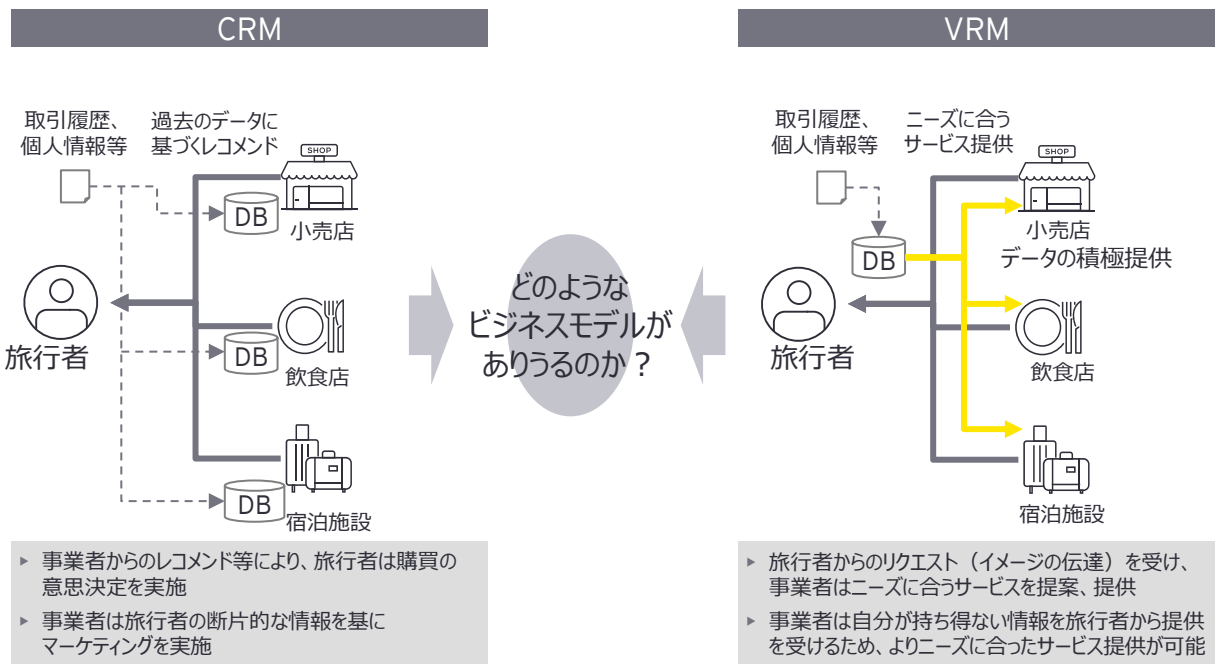 CRM
取引履歴、
個人情報等
過去のデータに
基づくレコメンド
SHOP
DB
小売店
旅行者
DB
飲食店
DB
宿泊施設
▸ 事業者からのレコメンド等により、旅行者は購買の
意思決定を実施
▸ 事業者は旅行者の断片的な情報を基に
マーケティングを実施
どのような
ビジネスモデルが
ありうるのか？
VRM
取引履歴、
個人情報等
ニーズに合う
サービス提供
SHOP
小売店
DB
データの積極提供
旅行者
飲食店
宿泊施設
▸ 旅行者からのリクエスト（イメージの伝達）を受け、
事業者はニーズに合うサービスを提案、提供
▸ 事業者は自分が持ち得ない情報を旅行者から提供
を受けるため、よりニーズに合ったサービス提供が可能